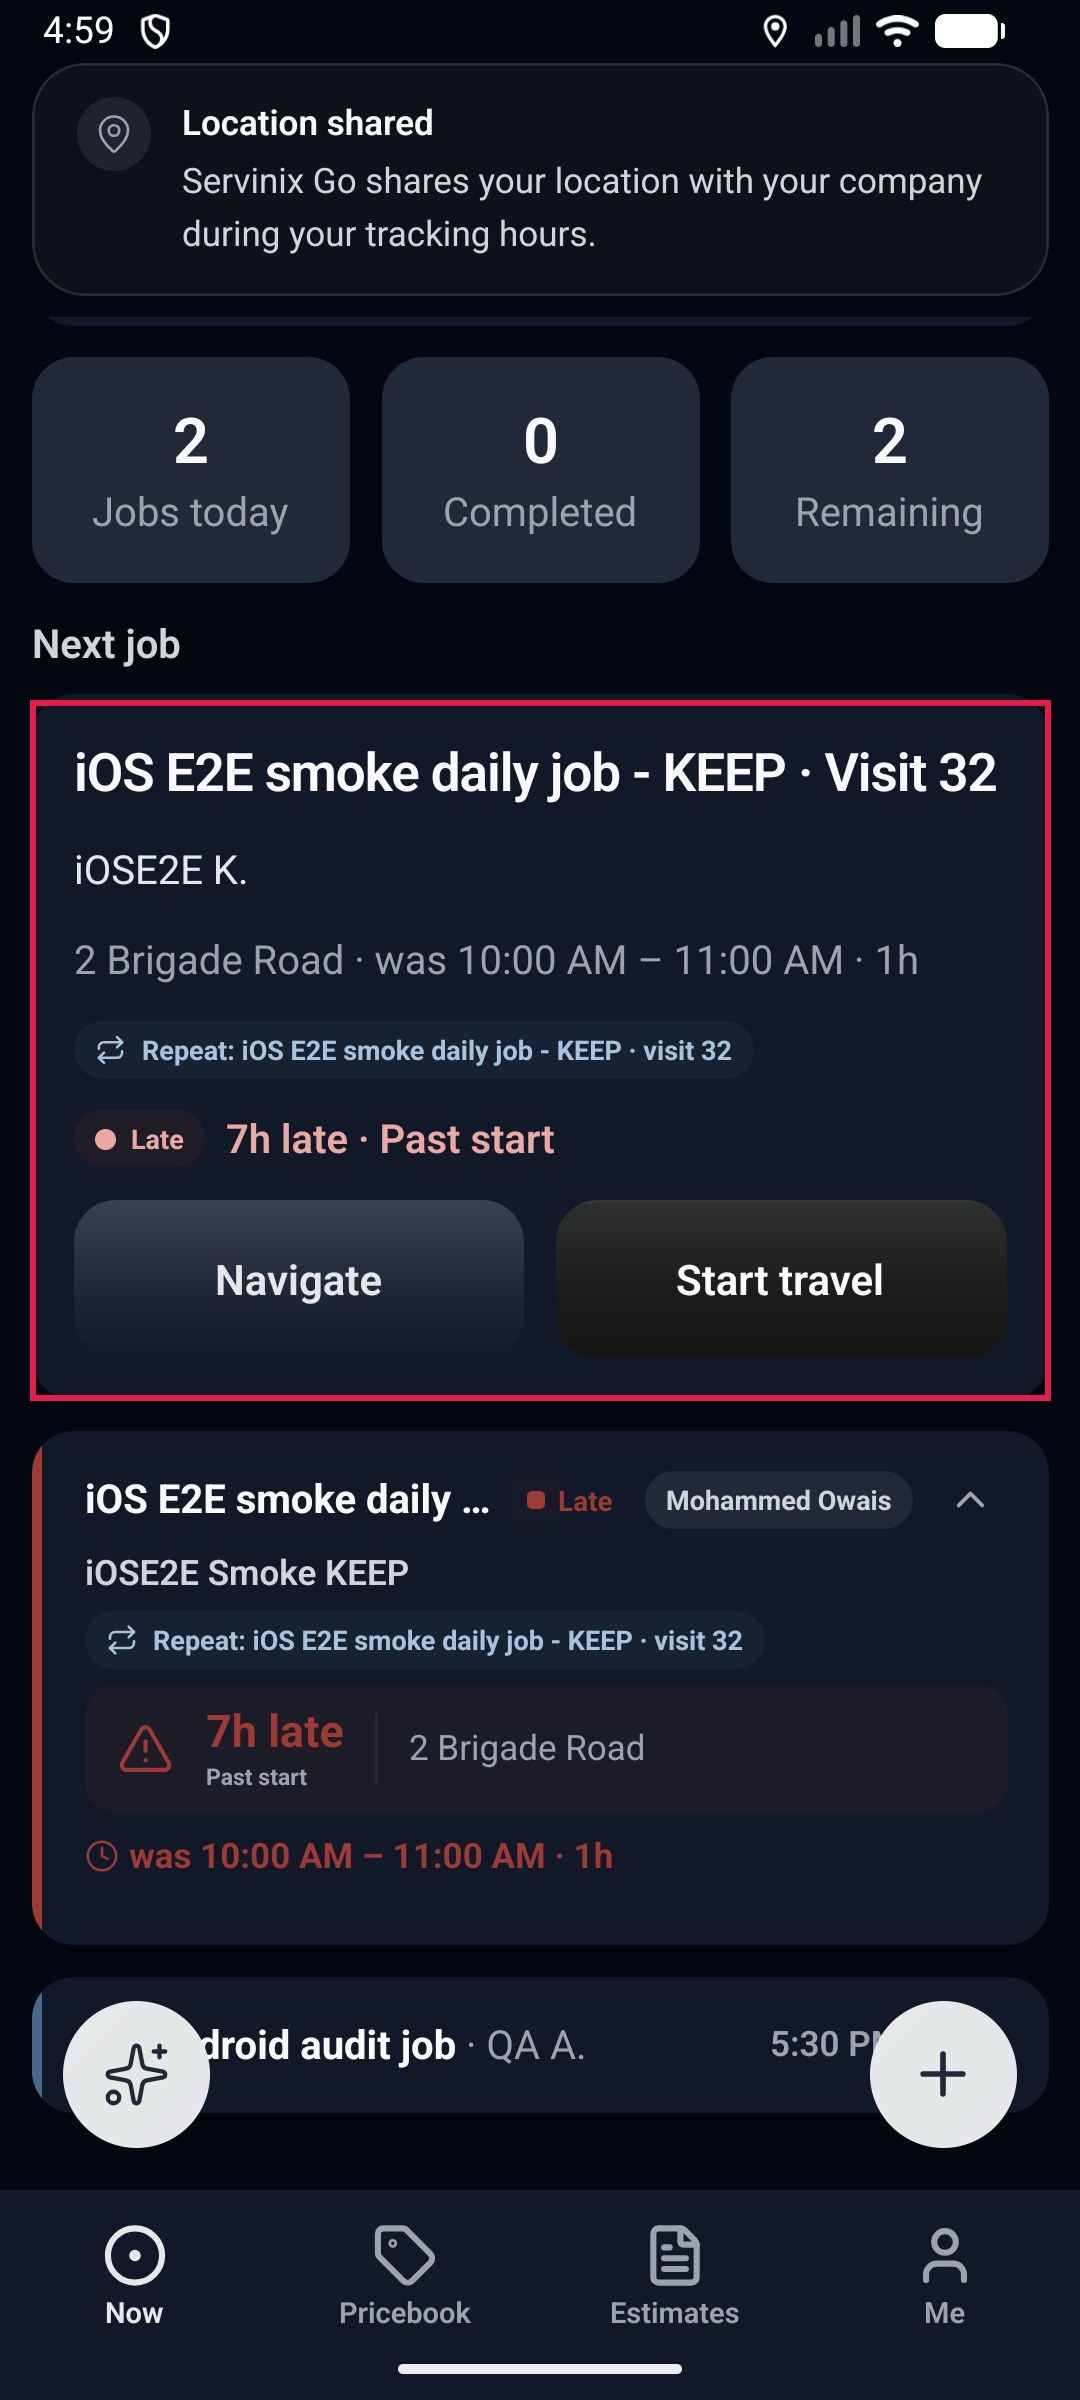 4:59
Location shared
Servinix Go shares your location with your company
during your tracking hours.
2
Jobs today
0
Completed
2
Remaining
Next job
iOS E2E smoke daily job - KEEP · Visit 32
iOSE2E K.
2 Brigade Road · was 10:00 AM – 11:00 AM · 1h
Repeat: iOS E2E smoke daily job - KEEP · visit 32
Late 7h late · Past start
Navigate
Start travel
iOS E2E smoke daily ... Late Mohammed Owais
iOSE2E Smoke KEEP
Repeat: iOS E2E smoke daily job - KEEP · visit 32
7h late
Past start
2 Brigade Road
was 10:00 AM – 11:00 AM · 1h
droid audit job · QA A. 5:30 P
Now
Pricebook
Estimates
Me